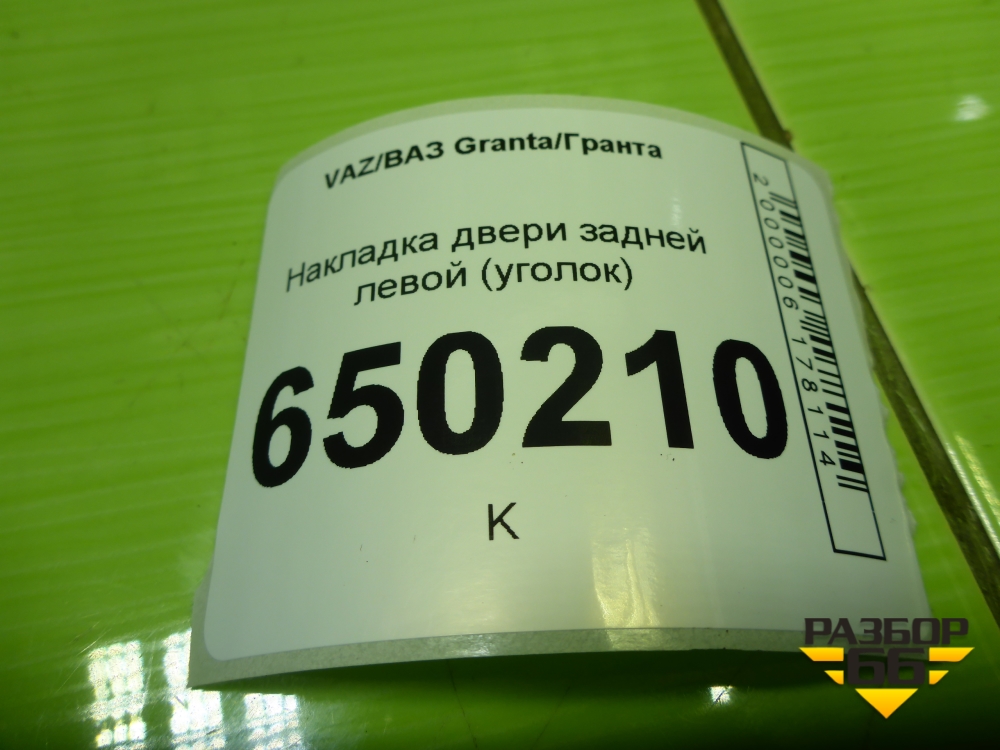 VAZ/ВАЗ Granta/Гранта
Накладка двери задней
левой (уголок)
650210
К
2000006178114
РАЗБОР
66